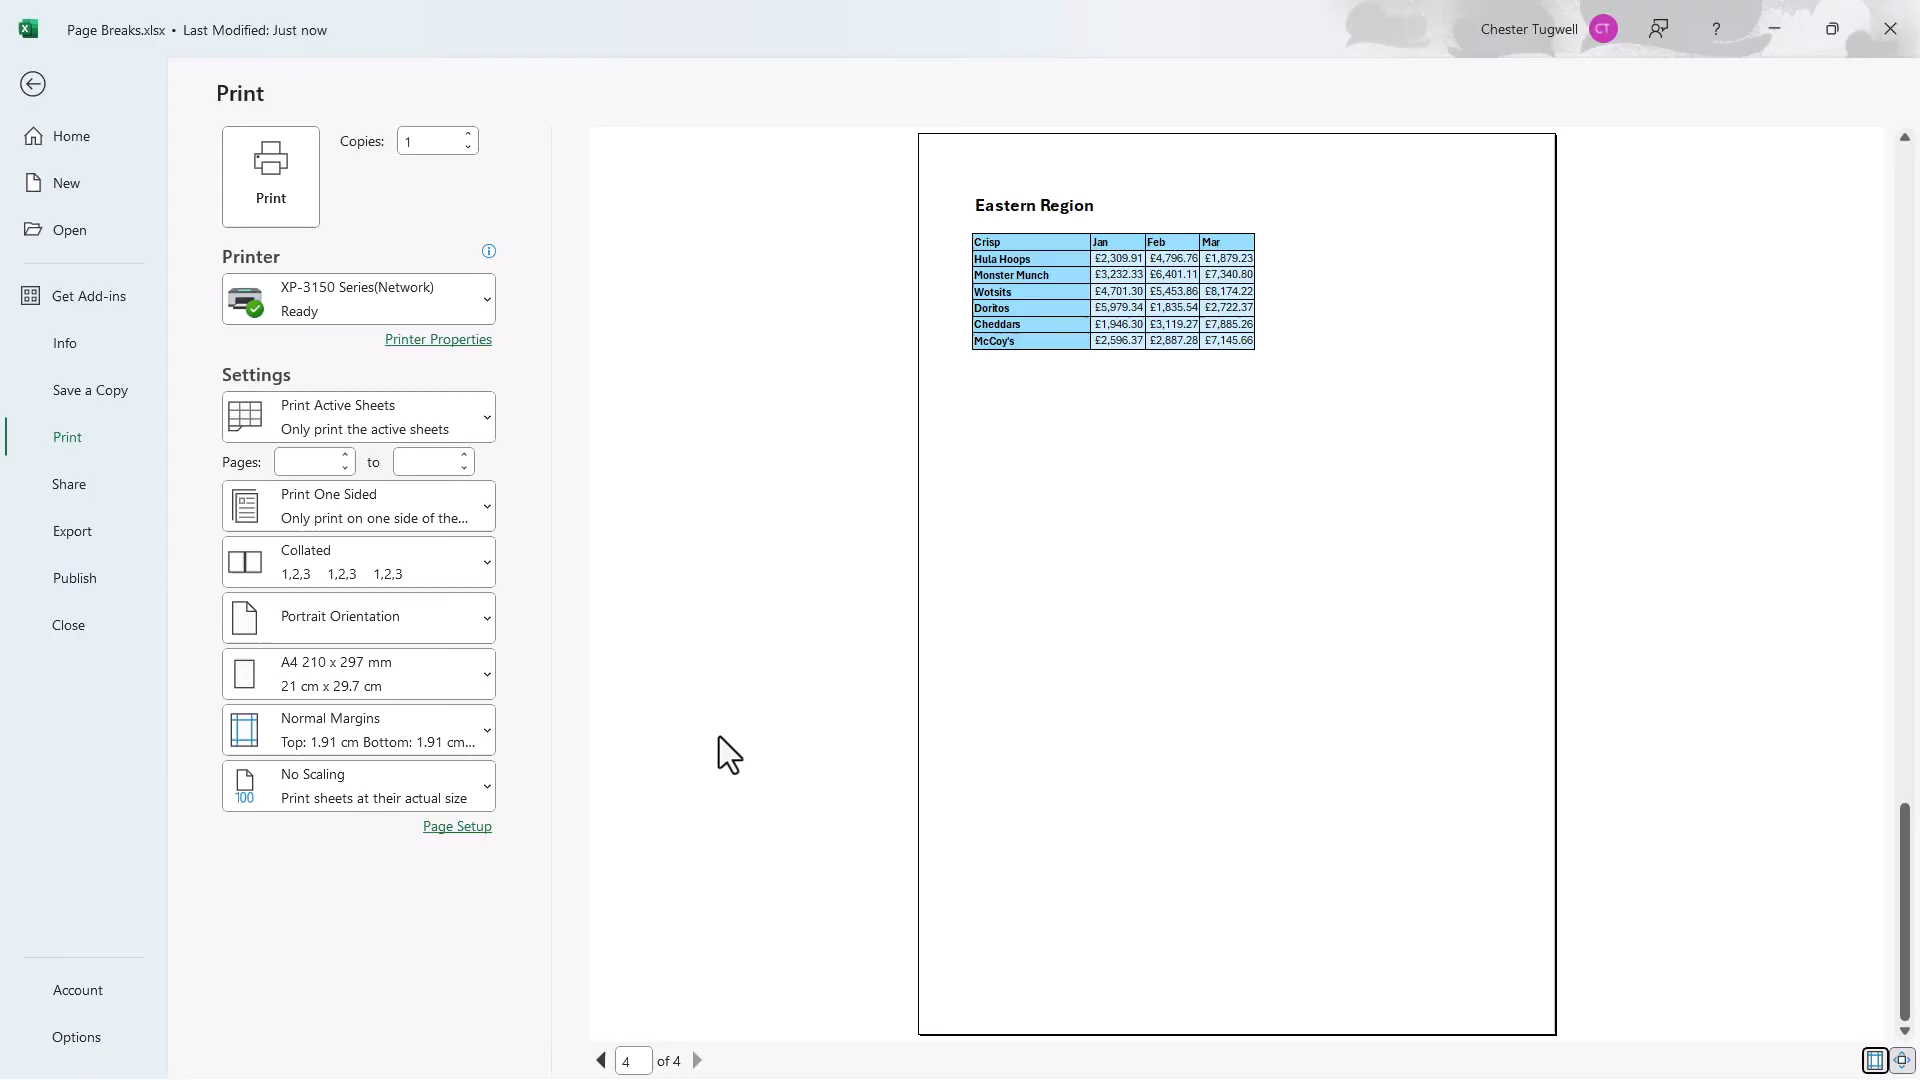 Page Breaks.xlsx • Last Modified: Just now
Chester Tugwell CT ?
Print
Home
New
Open
Get Add-ins
Info
Save a Copy
Print
Share
Export
Publish
Close
Account
Options
Print
Copies: 1
Printer
XP-3150 Series(Network)
Ready
Printer Properties
Settings
Print Active Sheets
Only print the active sheets
Pages: to
Print One Sided
Only print on one side of the...
Collated
1,2,3 1,2,3 1,2,3
Portrait Orientation
A4 210 x 297 mm
21 cm x 29.7 cm
Normal Margins
Top: 1.91 cm Bottom: 1.91 cm...
No Scaling
100
Print sheets at their actual size
Page Setup
Eastern Region
Crisp Jan Feb Mar
Hula Hoops £2,309.91 £4,796.76 £1,879.23
Monster Munch £3,232.33 £6,401.11 £7,340.80
Wotsits £4,701.30 £5,453.86 £8,174.22
Doritos £5,979.34 £1,835.54 £2,722.37
Cheddars £1,946.30 £3,119.27 £7,885.26
McCoy's £2,596.37 £2,887.28 £7,145.66
4 of 4